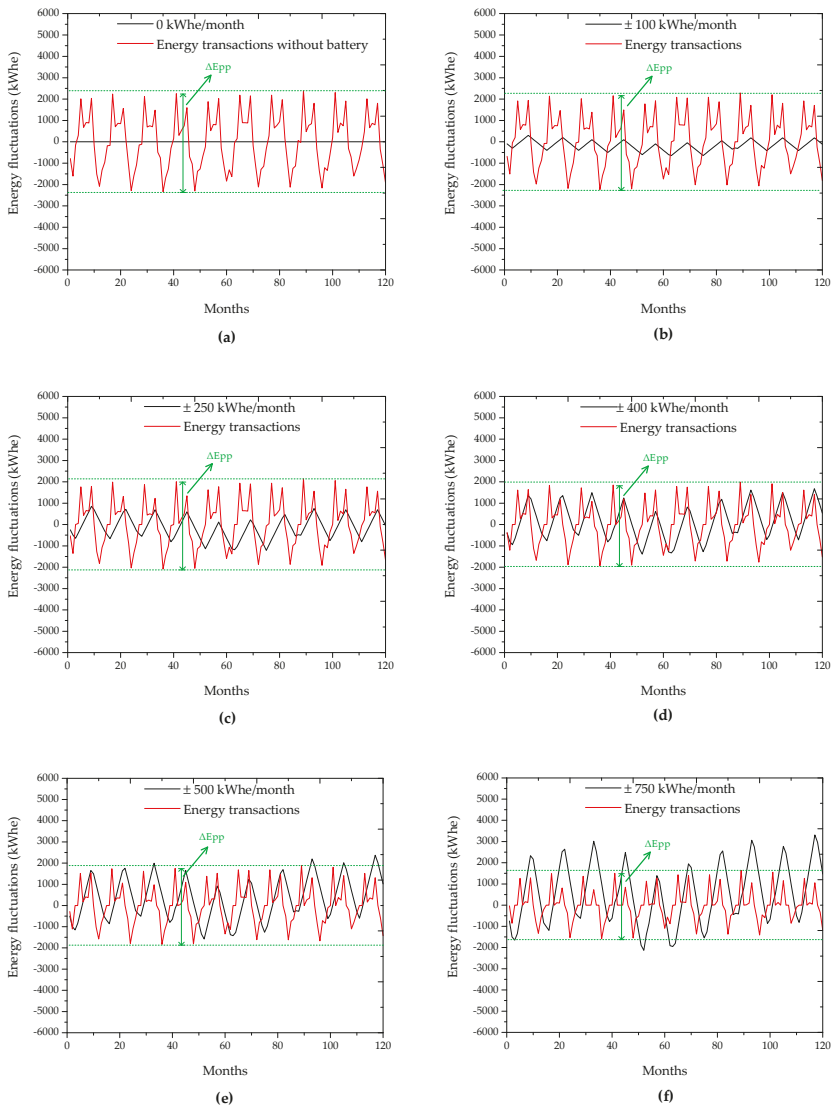 0 kWhe/month
Energy transactions without battery
ΔEpp
Energy fluctuations (kWhe)
6000
5000
4000
3000
2000
1000
0
-1000
-2000
-3000
-4000
-5000
-6000
0 20 40 60 80 100 120
Months
(a)
± 100 kWhe/month
Energy transactions
ΔEpp
Energy fluctuations (kWhe)
6000
5000
4000
3000
2000
1000
0
-1000
-2000
-3000
-4000
-5000
-6000
0 20 40 60 80 100 120
Months
(b)
± 250 kWhe/month
Energy transactions
ΔEpp
Energy fluctuations (kWhe)
6000
5000
4000
3000
2000
1000
0
-1000
-2000
-3000
-4000
-5000
-6000
0 20 40 60 80 100 120
Months
(c)
± 400 kWhe/month
Energy transactions
ΔEpp
Energy fluctuations (kWhe)
6000
5000
4000
3000
2000
1000
0
-1000
-2000
-3000
-4000
-5000
-6000
0 20 40 60 80 100 120
Months
(d)
± 500 kWhe/month
Energy transactions
ΔEpp
Energy fluctuations (kWhe)
6000
5000
4000
3000
2000
1000
0
-1000
-2000
-3000
-4000
-5000
-6000
0 20 40 60 80 100 120
Months
(e)
± 750 kWhe/month
Energy transactions
ΔEpp
Energy fluctuations (kWhe)
6000
5000
4000
3000
2000
1000
0
-1000
-2000
-3000
-4000
-5000
-6000
0 20 40 60 80 100 120
Months
(f)